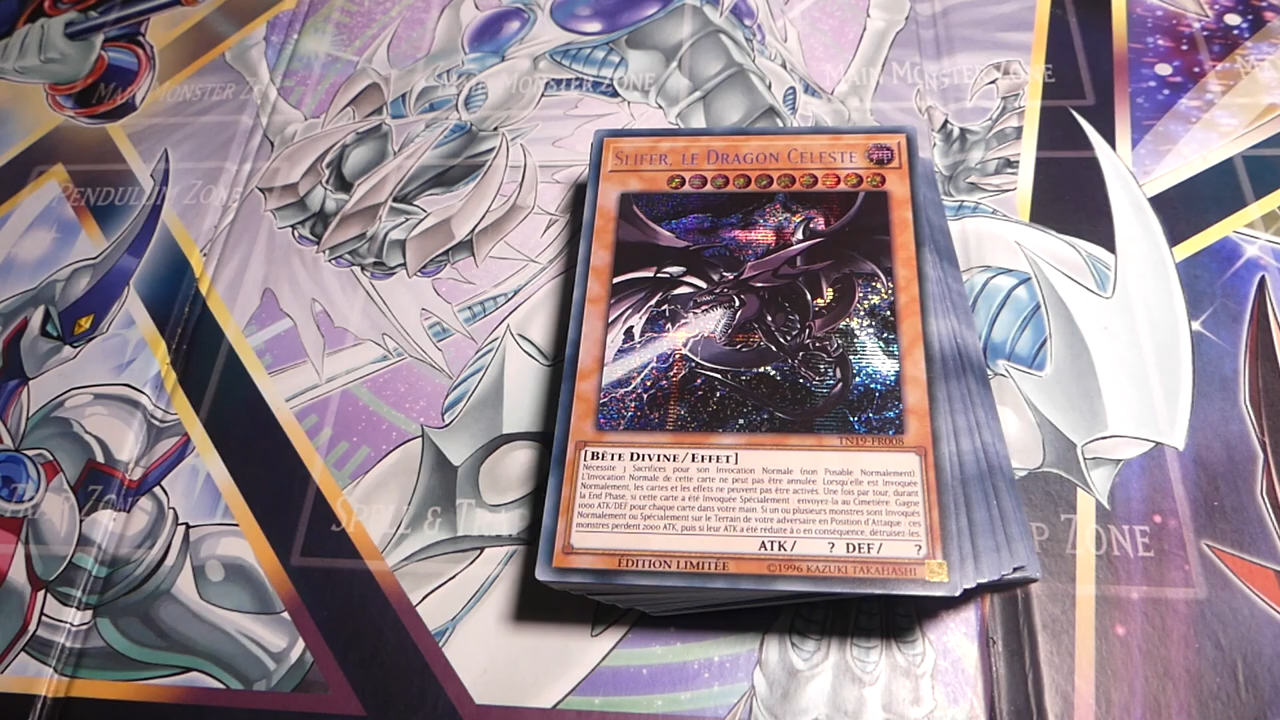 Main Monster Zone
Main Monster Zone
Main Monster Zone
Pendulum Zone
Slifer, le Dragon Céleste
TN19-FR008
[Bête Divine/Effet]
Nécessite 3 Sacrifices pour son Invocation Normale (non Posable Normalement).
L'Invocation Normale de cette carte ne peut pas être annulée. Lorsqu'elle est Invoquée
Normalement, les cartes et les effets ne peuvent pas être activés. Une fois par tour, durant
la End Phase, si cette carte a été Invoquée Spécialement : envoyez-la au Cimetière. Gagne
1000 ATK/DEF pour chaque carte dans votre main. Si un ou plusieurs monstres sont Invoqués
Normalement ou Spécialement sur le Terrain de votre adversaire en Position d'Attaque : ces
monstres perdent 2000 ATK, puis si leur ATK a été réduite à 0 en conséquence, détruisez-les.
ATK/ ? DEF/ ?
Édition Limitée
©1996 Kazuki Takahashi
Zone
Spell &
Zone